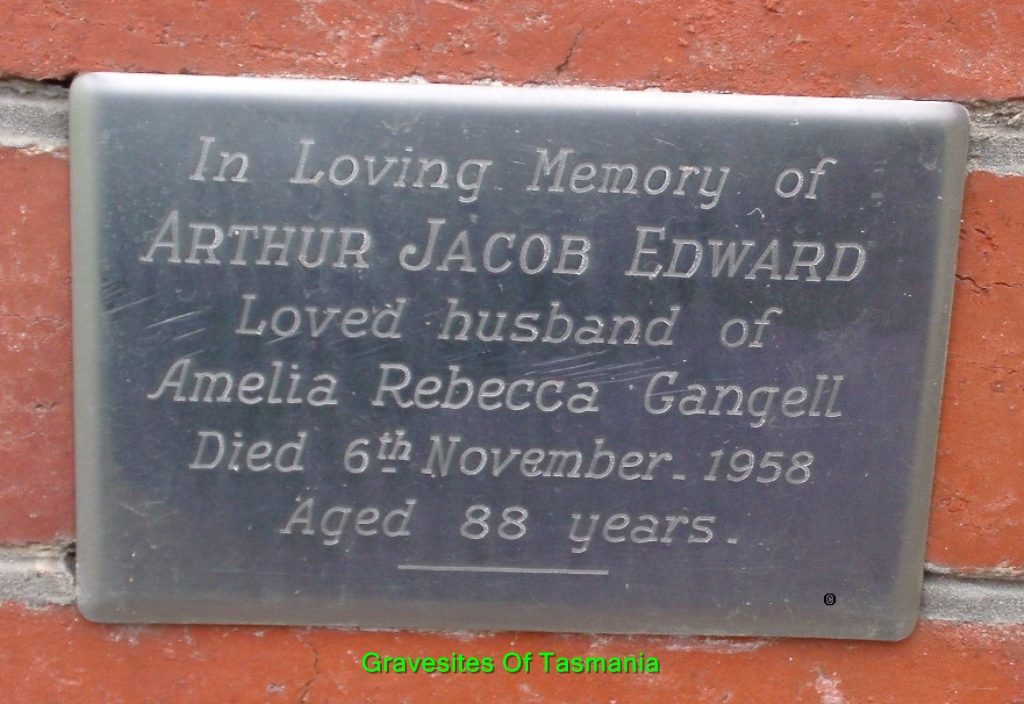 In Loving Memory of
ARTHUR JACOB EDWARD
Loved husband of
Amelia Rebecca Gangell
Died 6th November. 1958
Aged 88 years.
©
Gravesites Of Tasmania